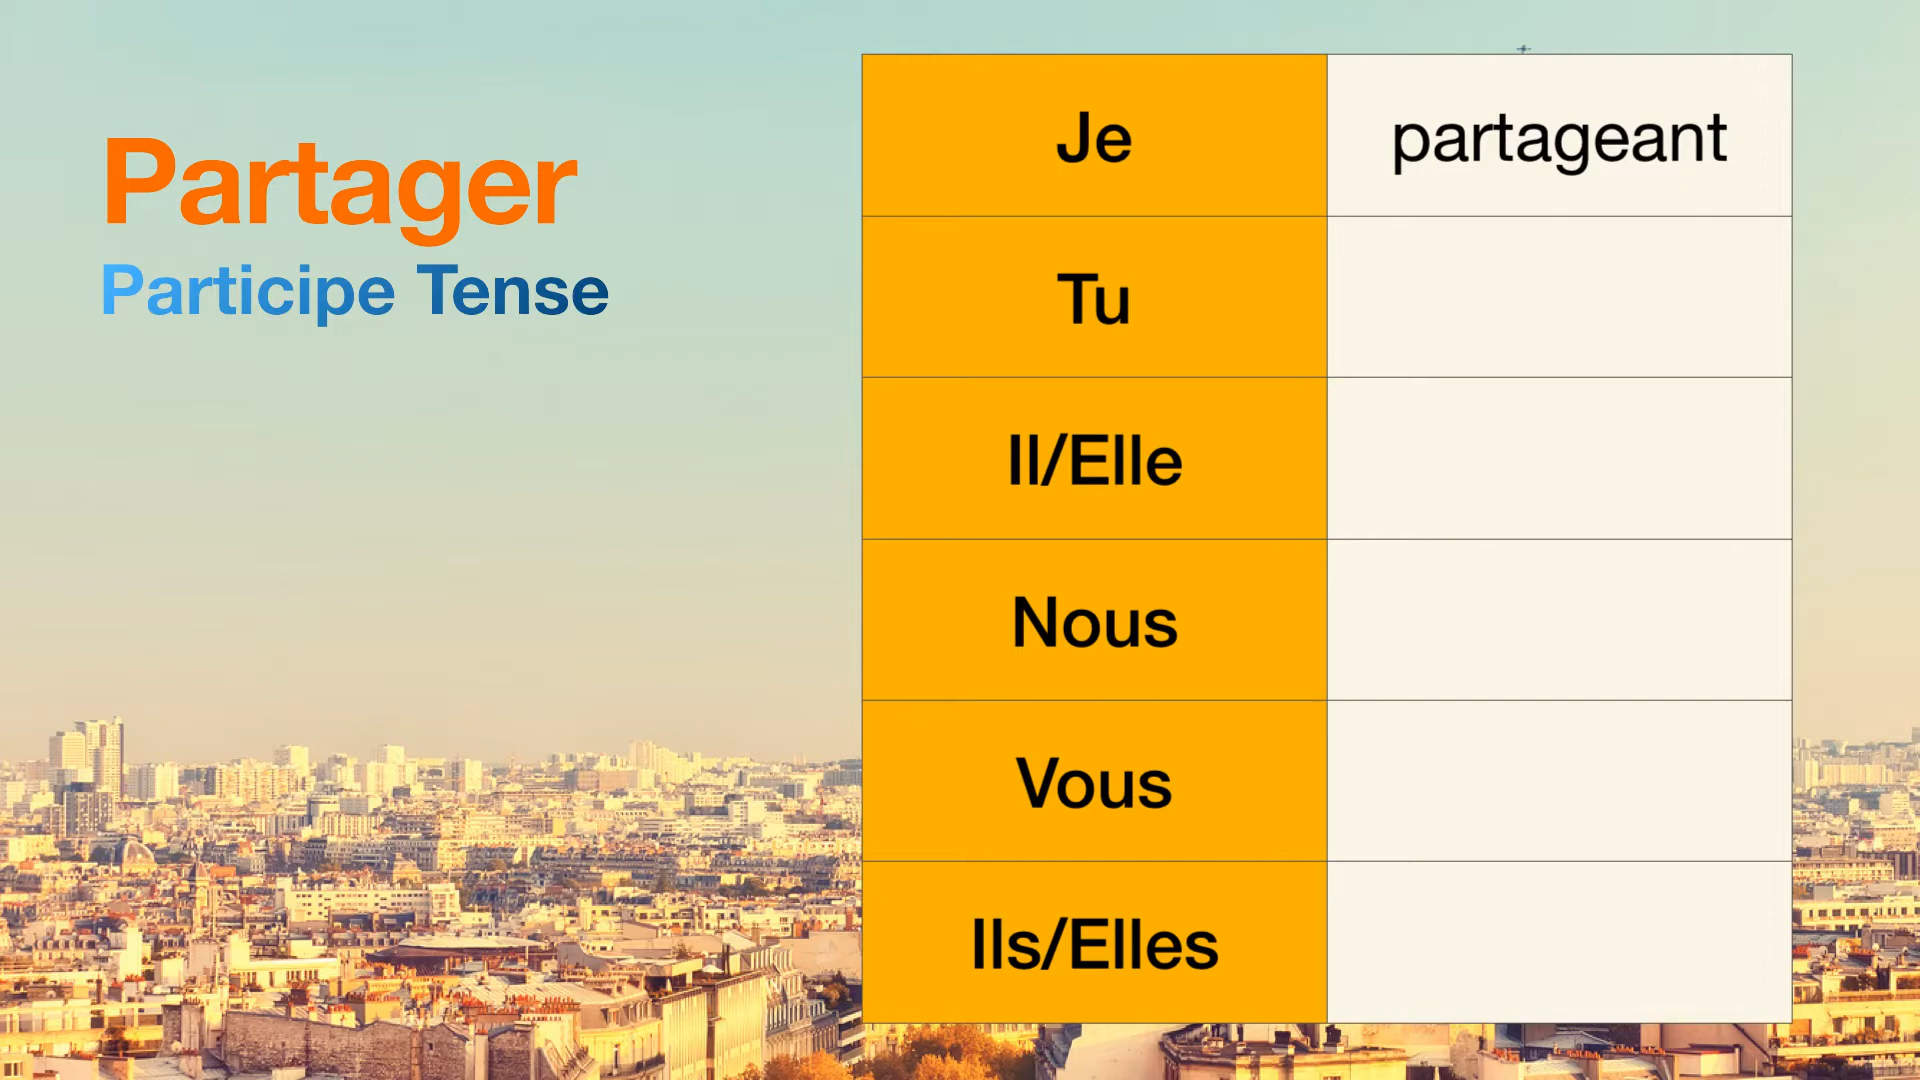 Partager
Participe Tense
Je partageant
Tu
Il/Elle
Nous
Vous
Ils/Elles